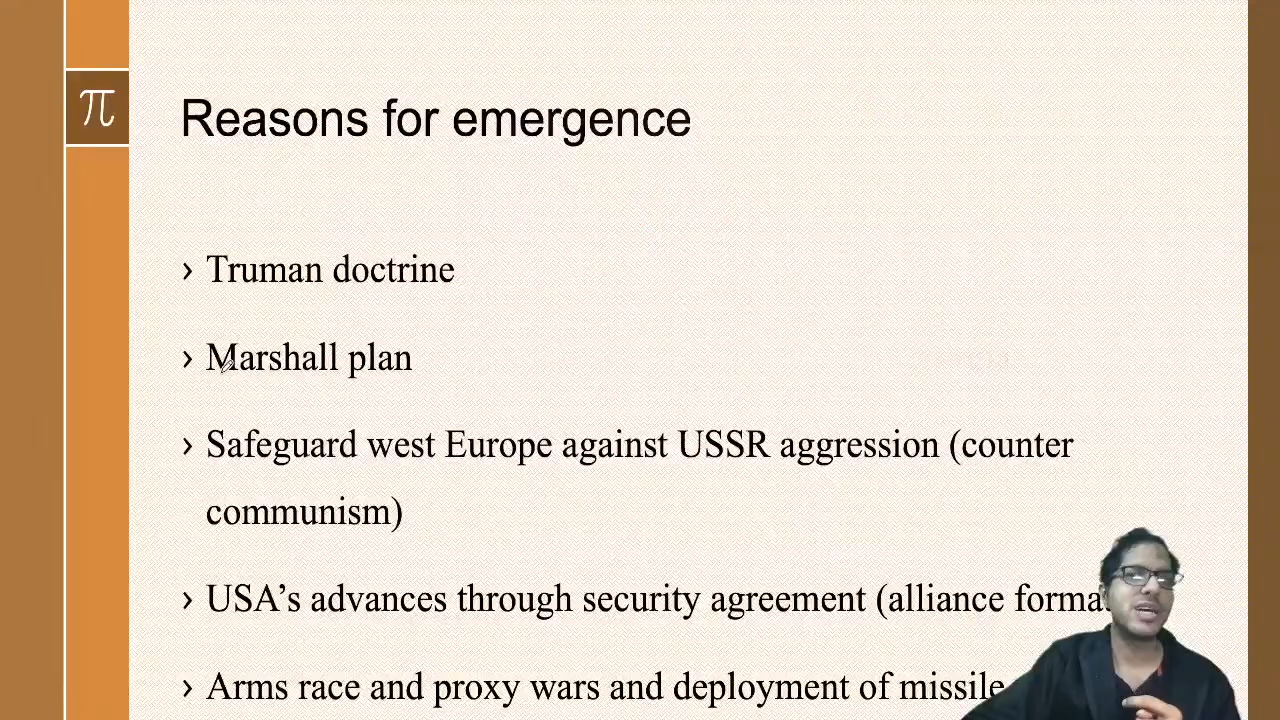 π
Reasons for emergence
› Truman doctrine
› Marshall plan
› Safeguard west Europe against USSR aggression (counter
communism)
› USA’s advances through security agreement (alliance forma
› Arms race and proxy wars and deployment of missile